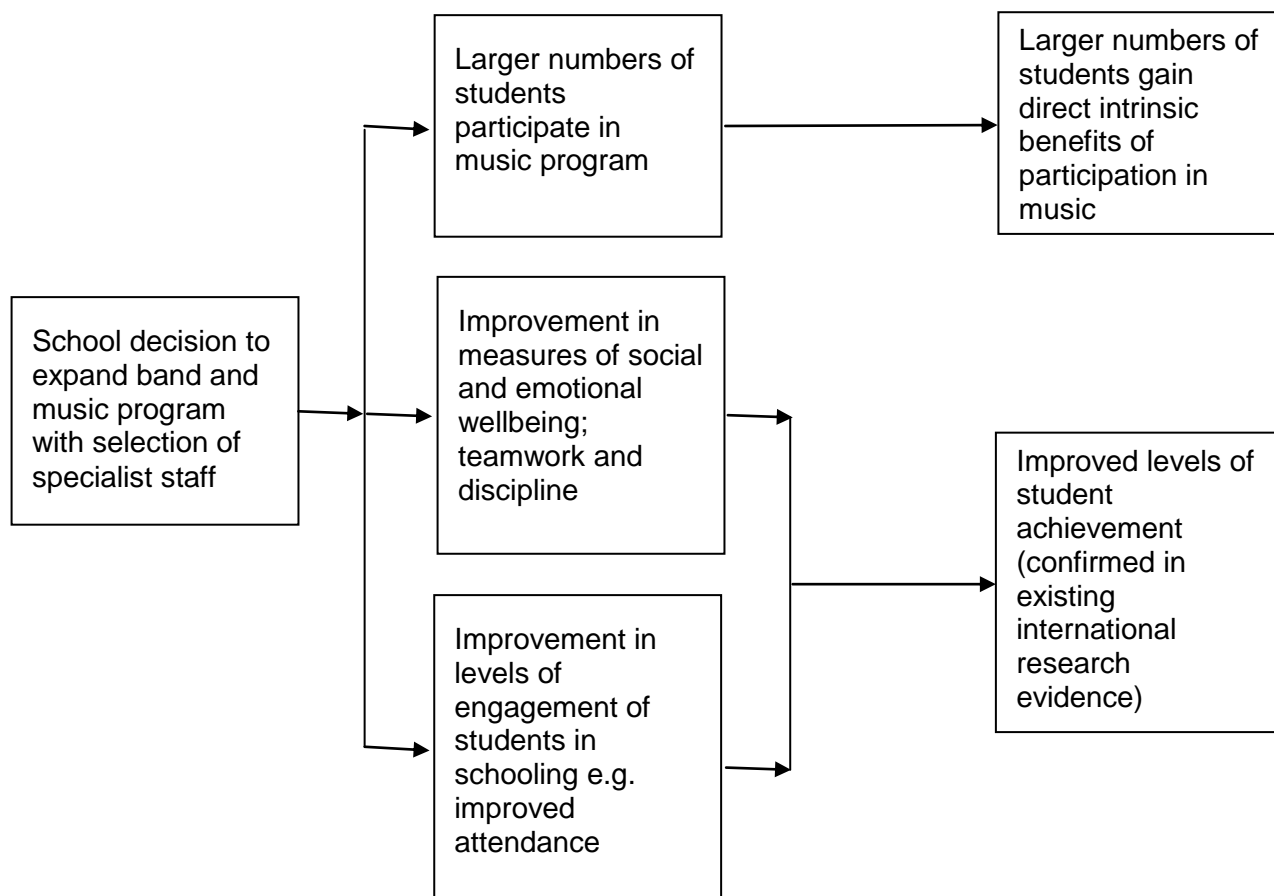 School decision to
expand band and
music program
with selection of
specialist staff
Larger numbers of
students
participate in
music program
Larger numbers of
students gain
direct intrinsic
benefits of
participation in
music
Improvement in
measures of social
and emotional
wellbeing;
teamwork and
discipline
Improvement in
levels of
engagement of
students in
schooling e.g.
improved
attendance
Improved levels of
student
achievement
(confirmed in
existing
international
research
evidence)